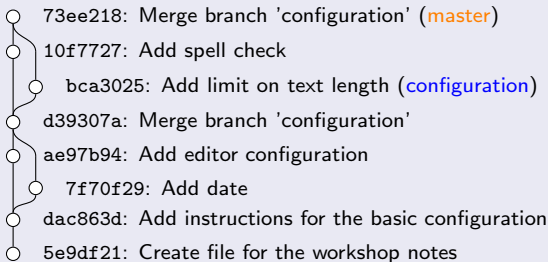 73ee218: Merge branch 'configuration' (master)
10f7727: Add spell check
bca3025: Add limit on text length (configuration)
d39307a: Merge branch 'configuration'
ae97b94: Add editor configuration
7f70f29: Add date
dac863d: Add instructions for the basic configuration
5e9df21: Create file for the workshop notes